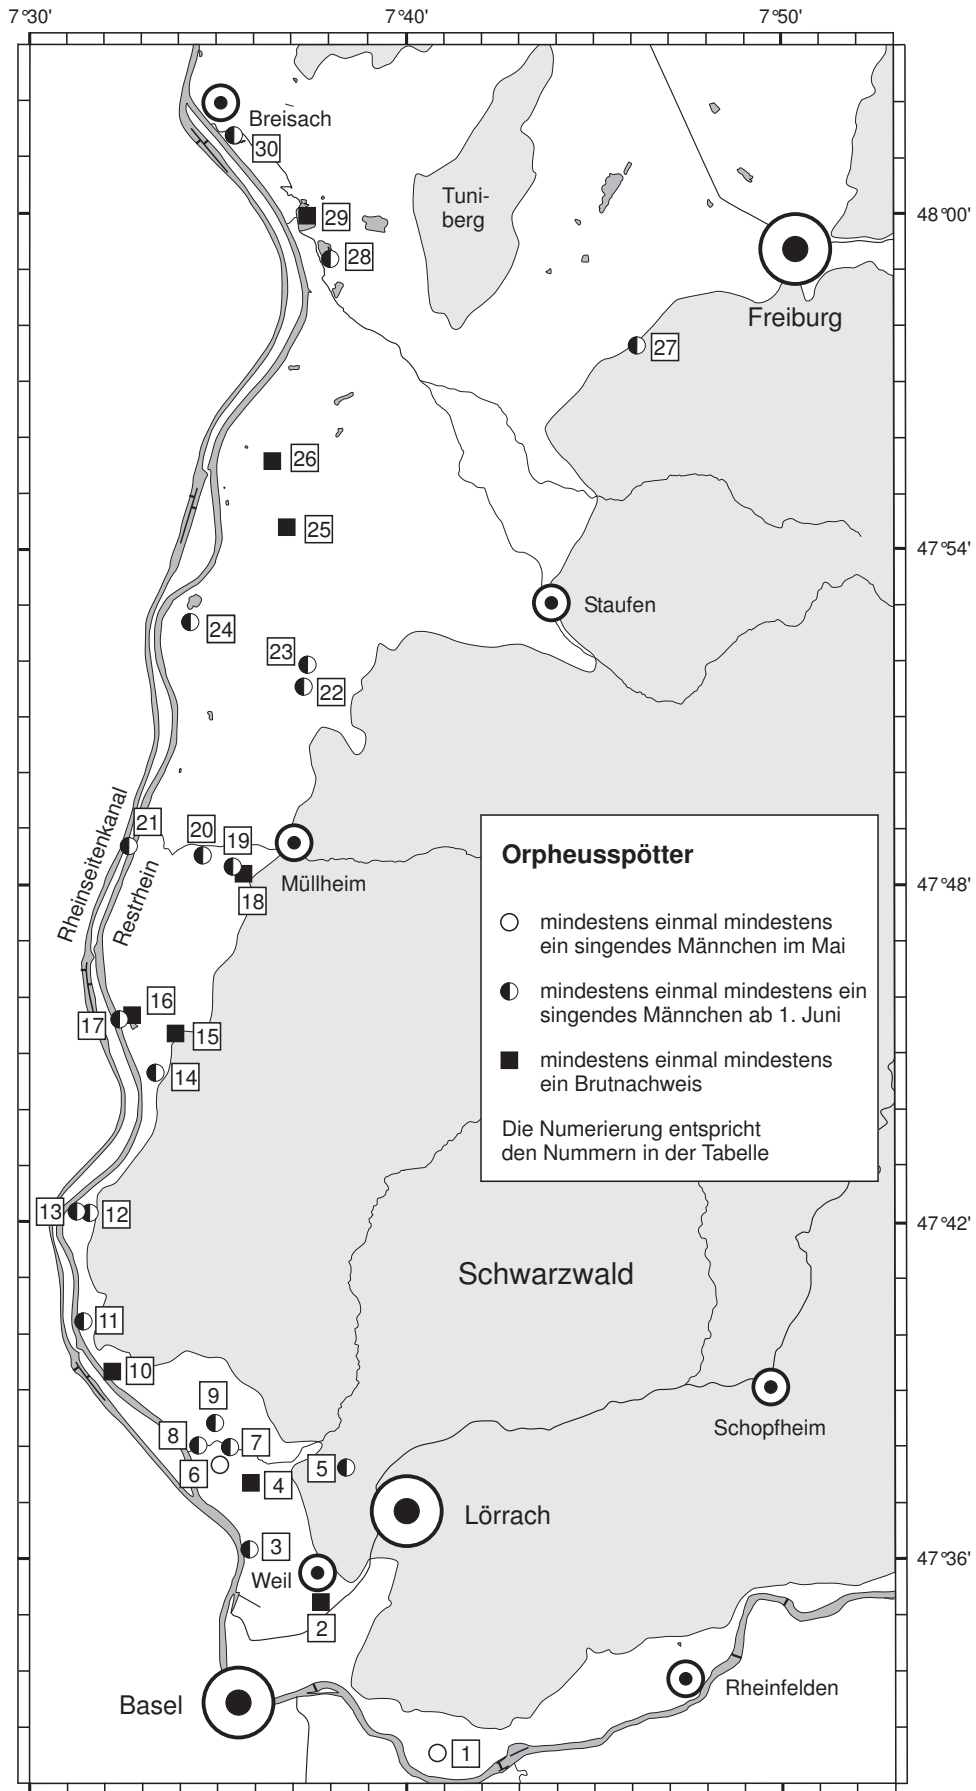 7°30'
7°40'
7°50'
Breisach
30
Tuni-
berg
29
48°00'
28
Freiburg
27
26
25
47°54'
Staufen
24
23
22
Rheinseitenkanal
Restrhein
21
20
19
Müllheim
18
47°48'
Orpheusspötter
mindestens einmal mindestens
ein singendes Männchen im Mai
mindestens einmal mindestens ein
singendes Männchen ab 1. Juni
mindestens einmal mindestens
ein Brutnachweis
Die Numerierung entspricht
den Nummern in der Tabelle
16
17
15
14
13
12
47°42'
Schwarzwald
11
10
9
Schopfheim
8
7
6
5
4
Lörrach
3
47°36'
Weil
2
Rheinfelden
Basel
1